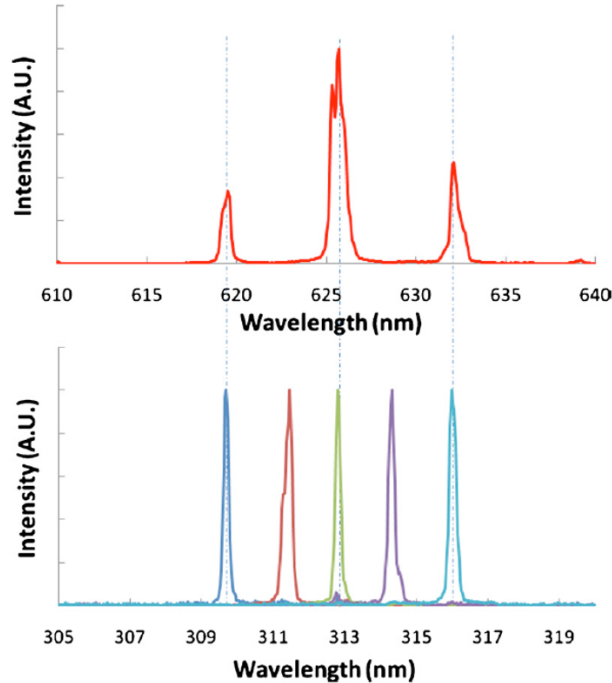 Intensity (A.U.)
610 615 620 625 630 635 640
Wavelength (nm)
Intensity (A.U.)
305 307 309 311 313 315 317 319
Wavelength (nm)